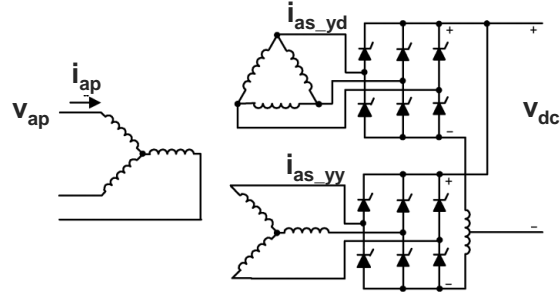 i_as_yd
i_ap
v_ap
+
v_dc
−
i_as_yy
+
−
−